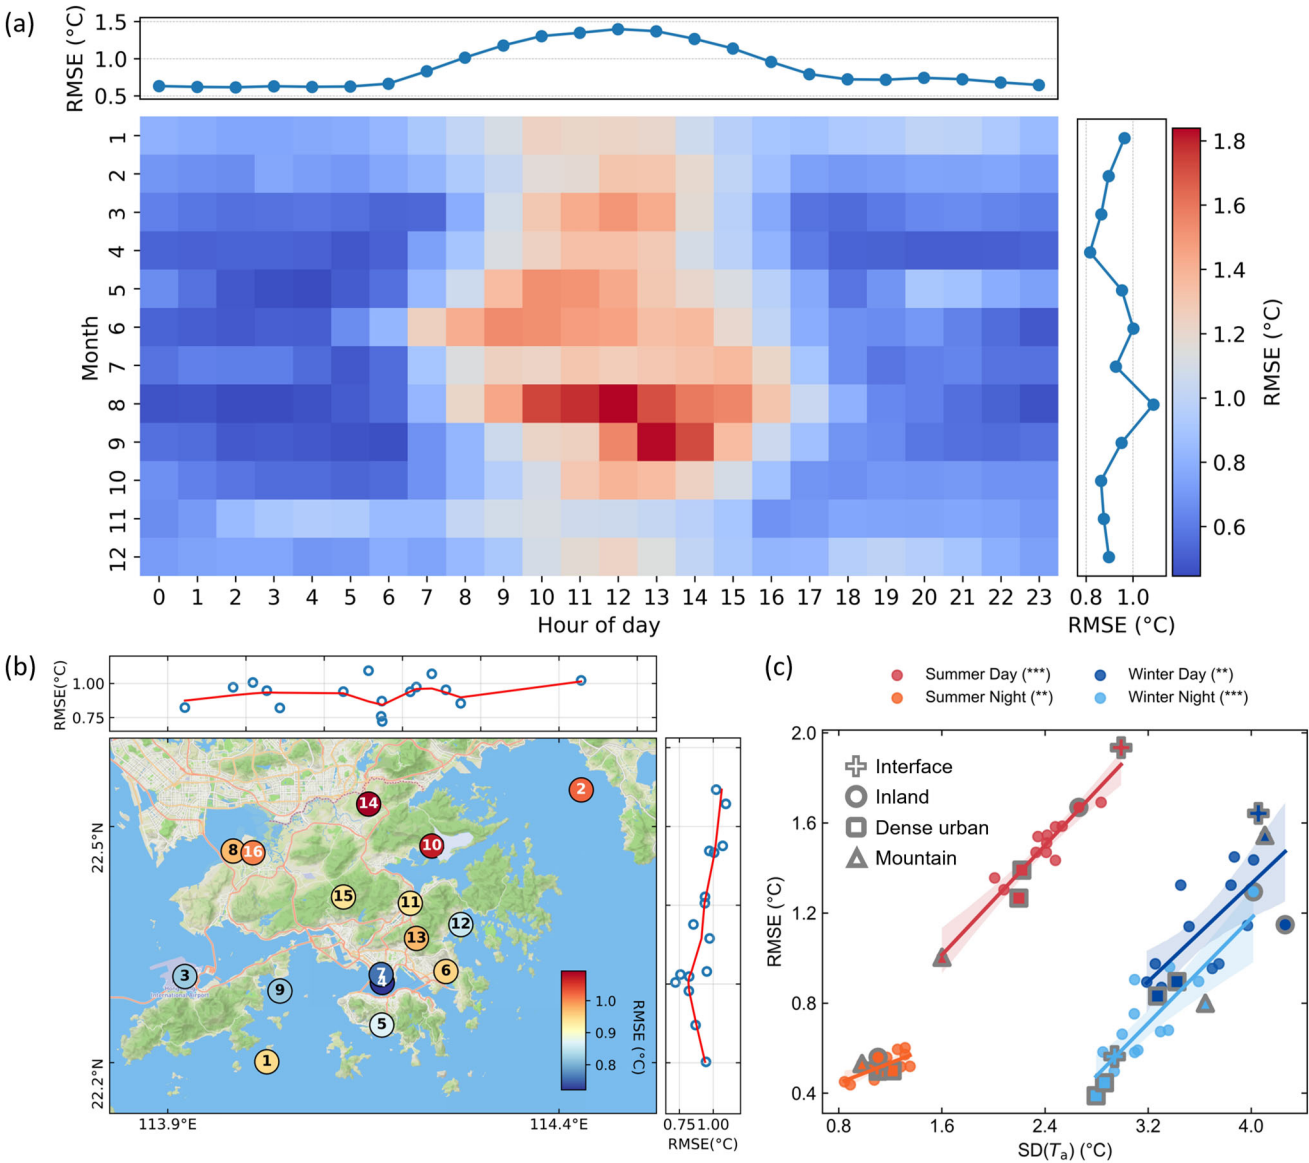 (a)
RMSE (°C)
1.5
1.0
0.5
1
2
3
4
5
6
7
8
9
10
11
12
Month
0 1 2 3 4 5 6 7 8 9 10 11 12 13 14 15 16 17 18 19 20 21 22 23
Hour of day
0.8 1.0
RMSE (°C)
1.8
1.6
1.4
1.2
1.0
0.8
0.6
RMSE (°C)
(b)
RMSE(°C)
1.00
0.75
22.5°N
22.2°N
2
14
8 16
10
15
11
12
13
3
7
4
6
9
5
1
1.0
0.9
0.8
RMSE (°C)
113.9°E 114.4°E
0.75 1.00
RMSE(°C)
(c)
Summer Day (***) Winter Day (**)
Summer Night (**) Winter Night (***)
Interface
Inland
Dense urban
Mountain
2.0
1.6
1.2
0.8
0.4
RMSE (°C)
0.8 1.6 2.4 3.2 4.0
SD(Tₐ) (°C)